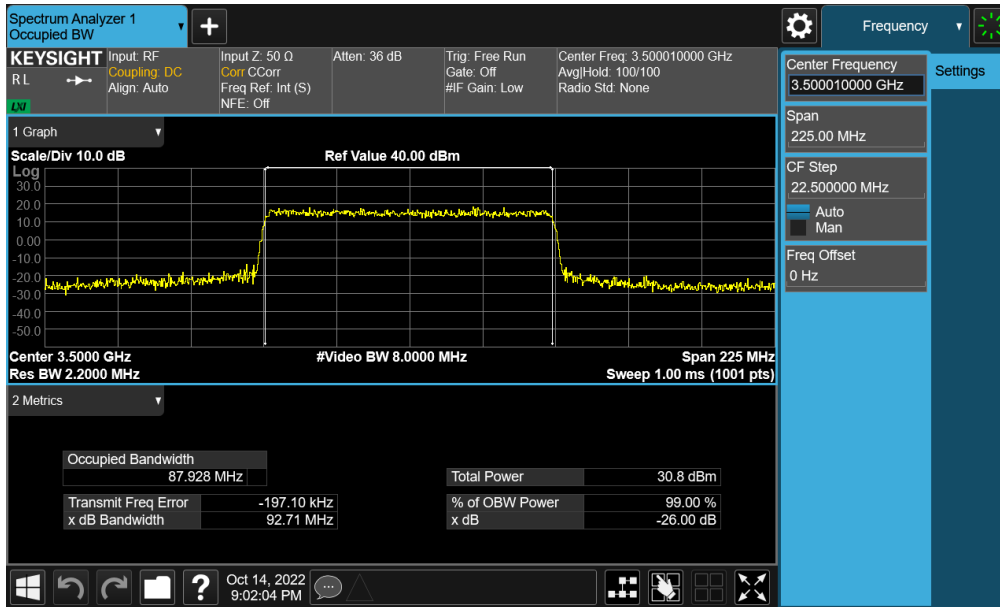 Spectrum Analyzer 1
Occupied BW
+
Frequency
KEYSIGHT
R L
LXI
Input: RF
Coupling: DC
Align: Auto
Input Z: 50 Ω
Corr CCorr
Freq Ref: Int (S)
NFE: Off
Atten: 36 dB
Trig: Free Run
Gate: Off
#IF Gain: Low
Center Freq: 3.500010000 GHz
Avg|Hold: 100/100
Radio Std: None
Center Frequency
3.500010000 GHz
Settings
Span
225.00 MHz
CF Step
22.500000 MHz
Auto
Man
Freq Offset
0 Hz
1 Graph
Scale/Div 10.0 dB
Ref Value 40.00 dBm
Log
30.0
20.0
10.0
0.00
-10.0
-20.0
-30.0
-40.0
-50.0
Center 3.5000 GHz
#Video BW 8.0000 MHz
Span 225 MHz
Res BW 2.2000 MHz
Sweep 1.00 ms (1001 pts)
2 Metrics
Occupied Bandwidth
87.928 MHz
Total Power 30.8 dBm
Transmit Freq Error -197.10 kHz
% of OBW Power 99.00 %
x dB Bandwidth 92.71 MHz
x dB -26.00 dB
?
Oct 14, 2022
9:02:04 PM